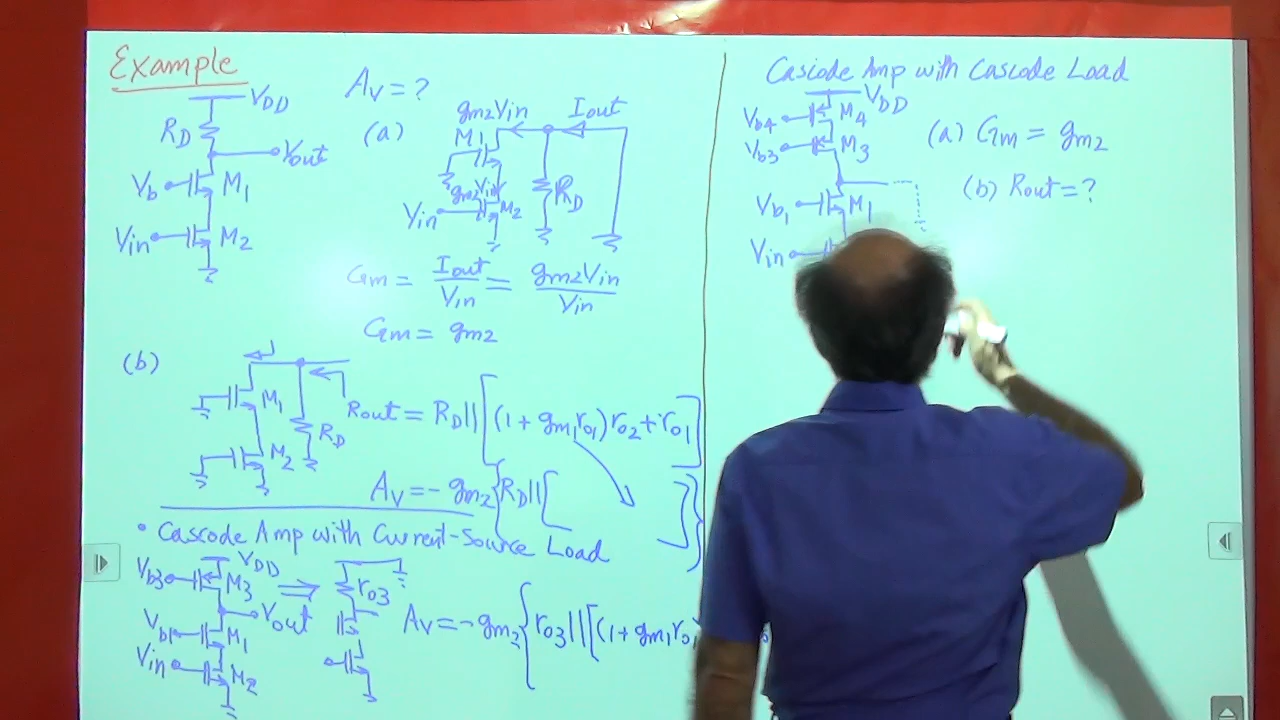 Example
Av = ?
VDD
RD
Vout
Vb
M1
Vin
M2
(a)
gm2Vin
Iout
M1
gm2Vin
RD
Vin
M2
Gm = Iout/Vin = gm2Vin/Vin
Gm = gm2
(b)
M1
RD
M2
Rout = RD||[(1 + gm1ro1)ro2 + ro1]
Av = - gm2{RD||[ ]}
• Cascode Amp with Current-Source Load
VDD
Vb3
M3
ro3
Vout
Vb1
M1
Vin
M2
Av = - gm2{ro3||[(1 + gm1ro1
Cascode Amp with Cascode Load
VDD
Vb4
M4
Vb3
M3
Vb1
M1
Vin
(a) Gm = gm2
(b) Rout = ?